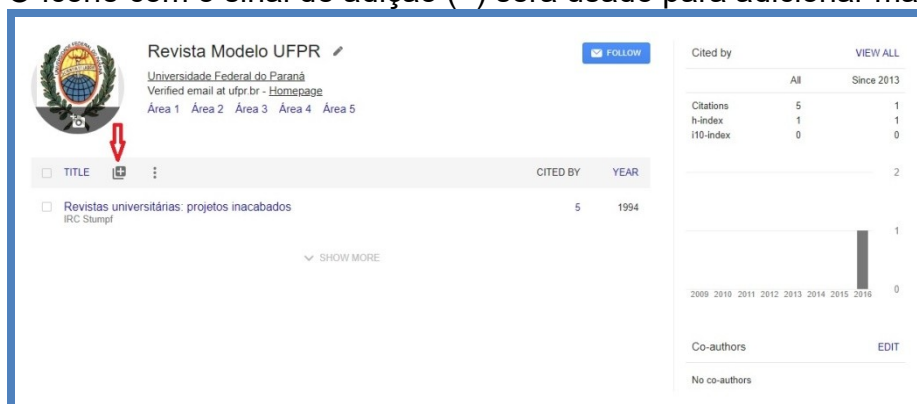 O ícone com o sinal de adição (+) será usado para adicionar ma
Revista Modelo UFPR
FOLLOW
Universidade Federal do Paraná
Verified email at ufpr.br - Homepage
Área 1 Área 2 Área 3 Área 4 Área 5
TITLE CITED BY YEAR
Revistas universitárias: projetos inacabados 5 1994
IRC Stumpf
SHOW MORE
Cited by VIEW ALL
All Since 2013
Citations 5 1
h-index 1 1
i10-index 0 0
2
1
0
2009 2010 2011 2012 2013 2014 2015 2016
Co-authors EDIT
No co-authors